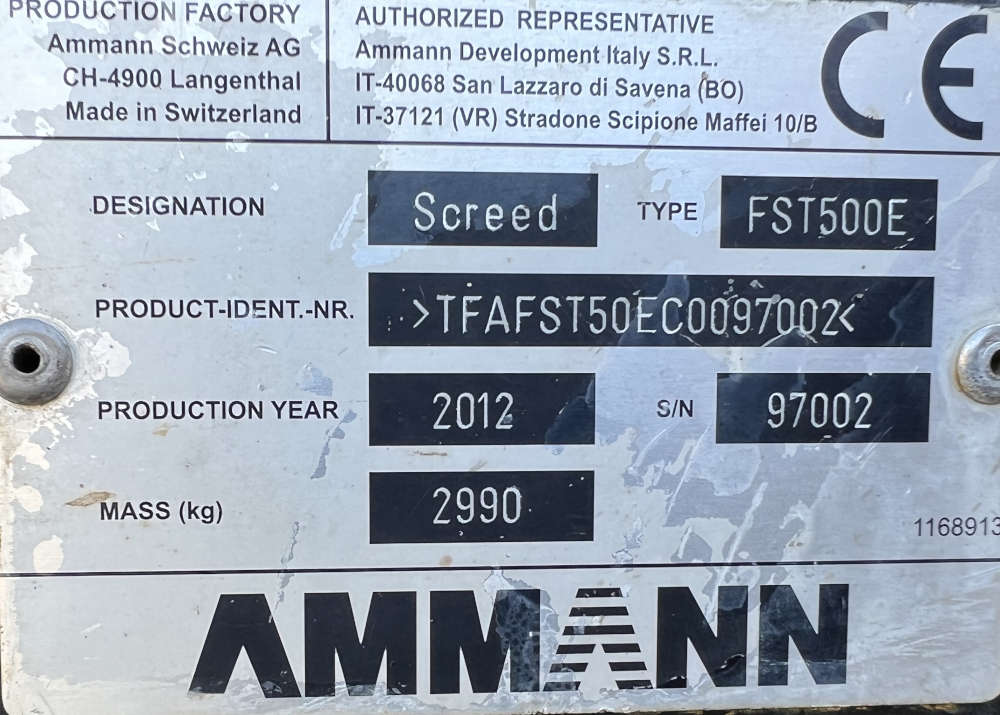 PRODUCTION FACTORY
Ammann Schweiz AG
CH-4900 Langenthal
Made in Switzerland
AUTHORIZED REPRESENTATIVE
Ammann Development Italy S.R.L.
IT-40068 San Lazzaro di Savena (BO)
IT-37121 (VR) Stradone Scipione Maffei 10/B
CE
DESIGNATION Screed TYPE FST500E
PRODUCT-IDENT.-NR. >TFAFST50EC0097002<
PRODUCTION YEAR 2012 S/N 97002
MASS (kg) 2990
1168913
AMMANN